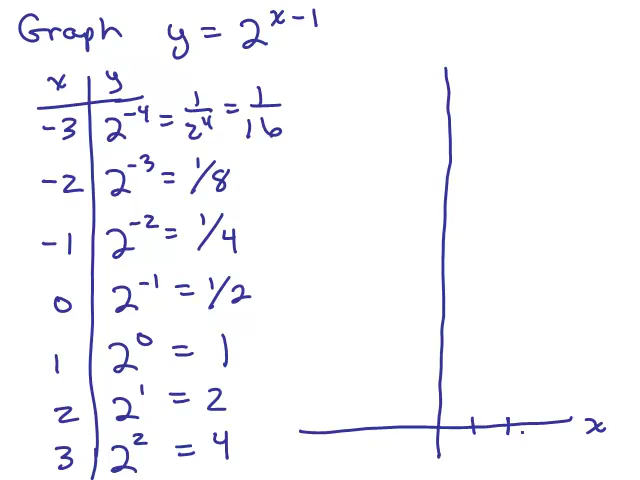 Graph y = 2^{x-1}
x y
-3 2^{-4} = 1/2^4 = 1/16
-2 2^{-3} = 1/8
-1 2^{-2} = 1/4
0 2^{-1} = 1/2
1 2^0 = 1
2 2^1 = 2
3 2^2 = 4
x